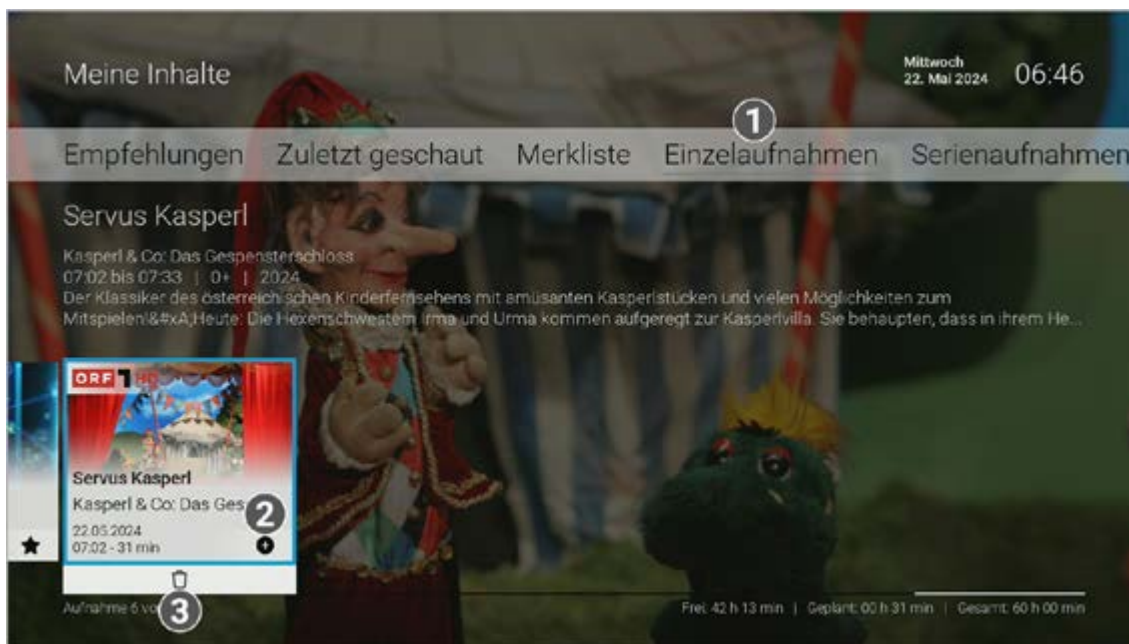 Meine Inhalte
Mittwoch
22. Mai 2024
06:46
1
Empfehlungen Zuletzt geschaut Merkliste Einzelaufnahmen Serienaufnahmen
Servus Kasperl
Kasperl & Co: Das Gespensterschloss
07:02 bis 07:33 | 0+ | 2024
Der Klassiker des österreichischen Kinderfernsehens mit amüsanten Kasperlstücken und vielen Möglichkeiten zum
Mitspielen!&#xA;Heute: Die Hexenschwestern Irma und Urma kommen aufgeregt zur Kasperlvilla. Sie behaupten, dass in ihrem He...
ORF 1 HD
Servus Kasperl
Kasperl & Co: Das Ges
2
22.05.2024
07:02 - 31 min
3
Aufnahme 6 vo
Frei: 42 h 13 min | Geplant: 00 h 31 min | Gesamt: 60 h 00 min